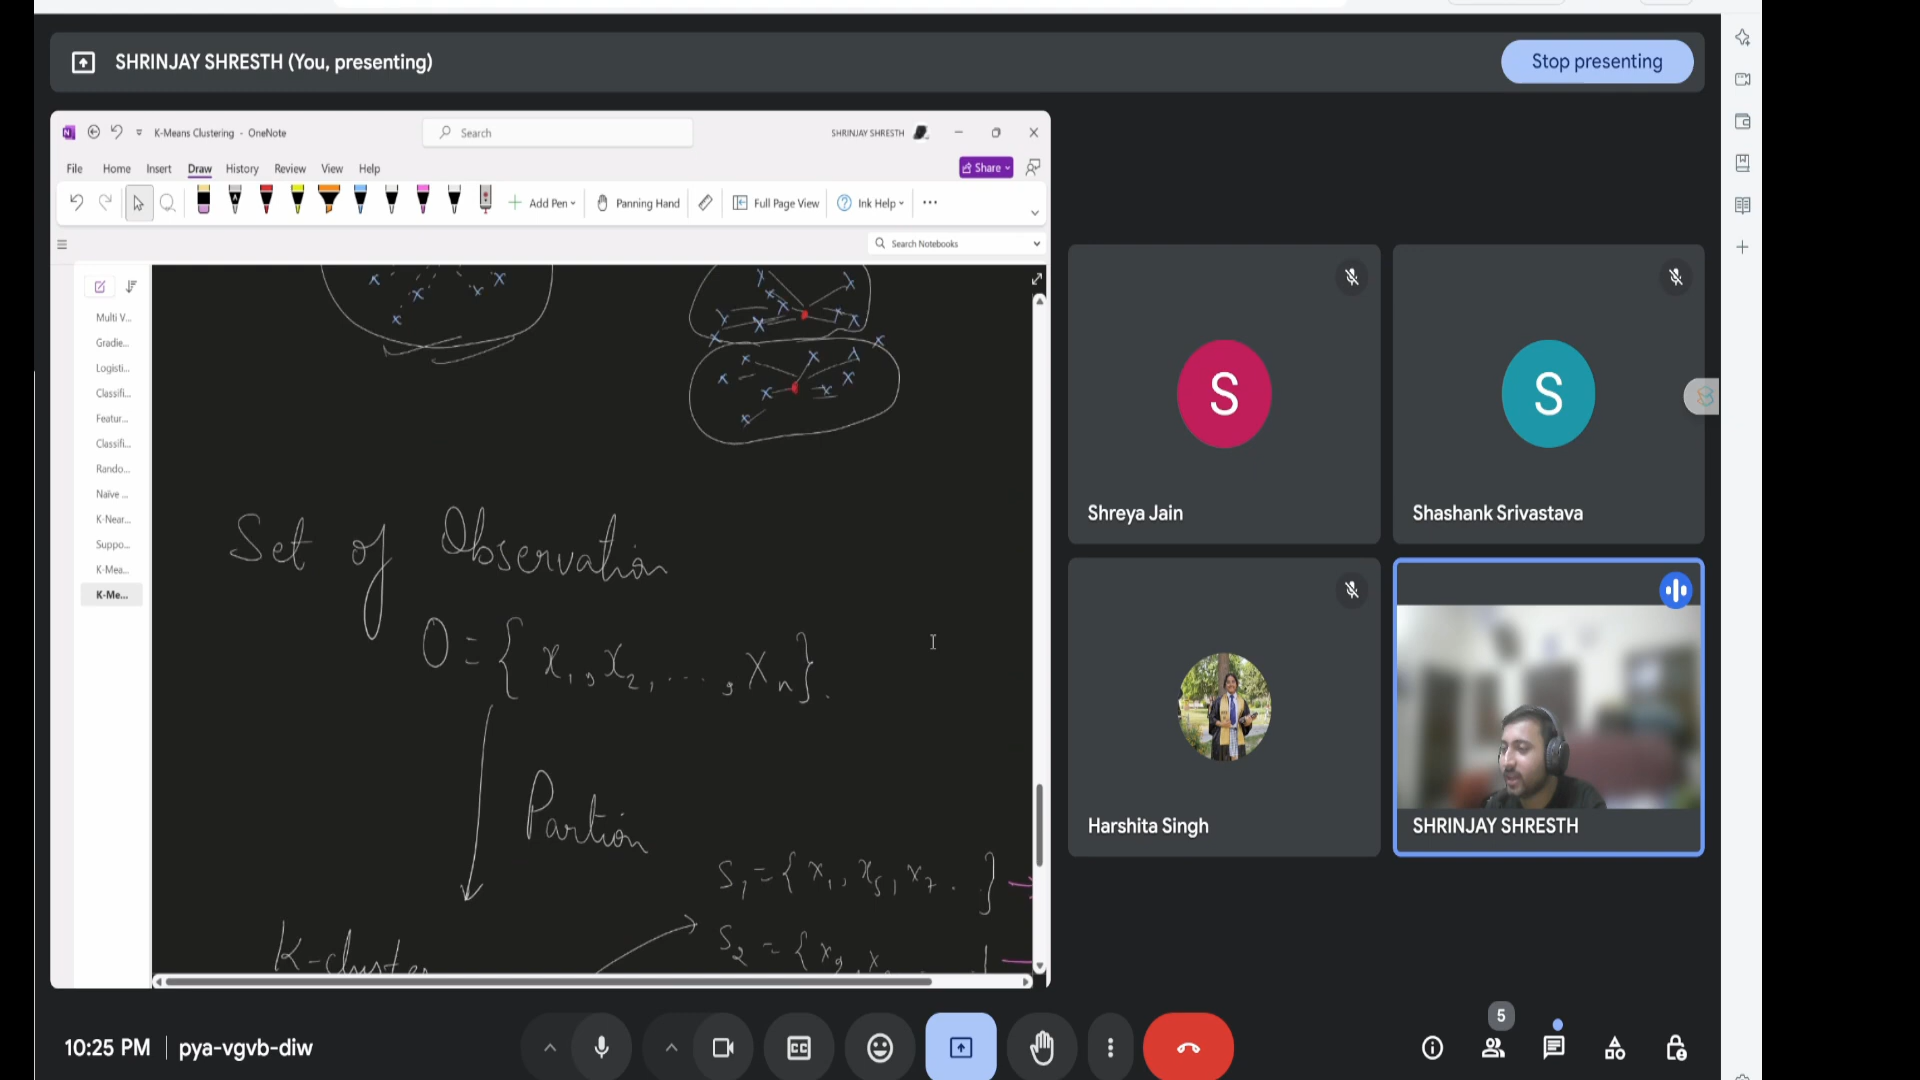 SHRINJAY SHRESTH (You, presenting)
Stop presenting
K-Means Clustering - OneNote
Search
SHRINJAY SHRESTH
File Home Insert Draw History Review View Help
Share
Add Pen
Panning Hand
Full Page View
Ink Help
Search Notebooks
Multi V...
Gradie...
Logisti...
Classifi...
Featur...
Classifi...
Rando...
Naive ...
K-Near...
Suppo...
K-Mea...
K-Me...
Set of Observation
O = { x₁, x₂, ..., xₙ }.
Partion
S₁ = { x₁, x₅, x₇ . . }
K-cluster
S₂ = { x₉, x
S
Shreya Jain
S
Shashank Srivastava
Harshita Singh
SHRINJAY SHRESTH
10:25 PM | pya-vgvb-diw
5